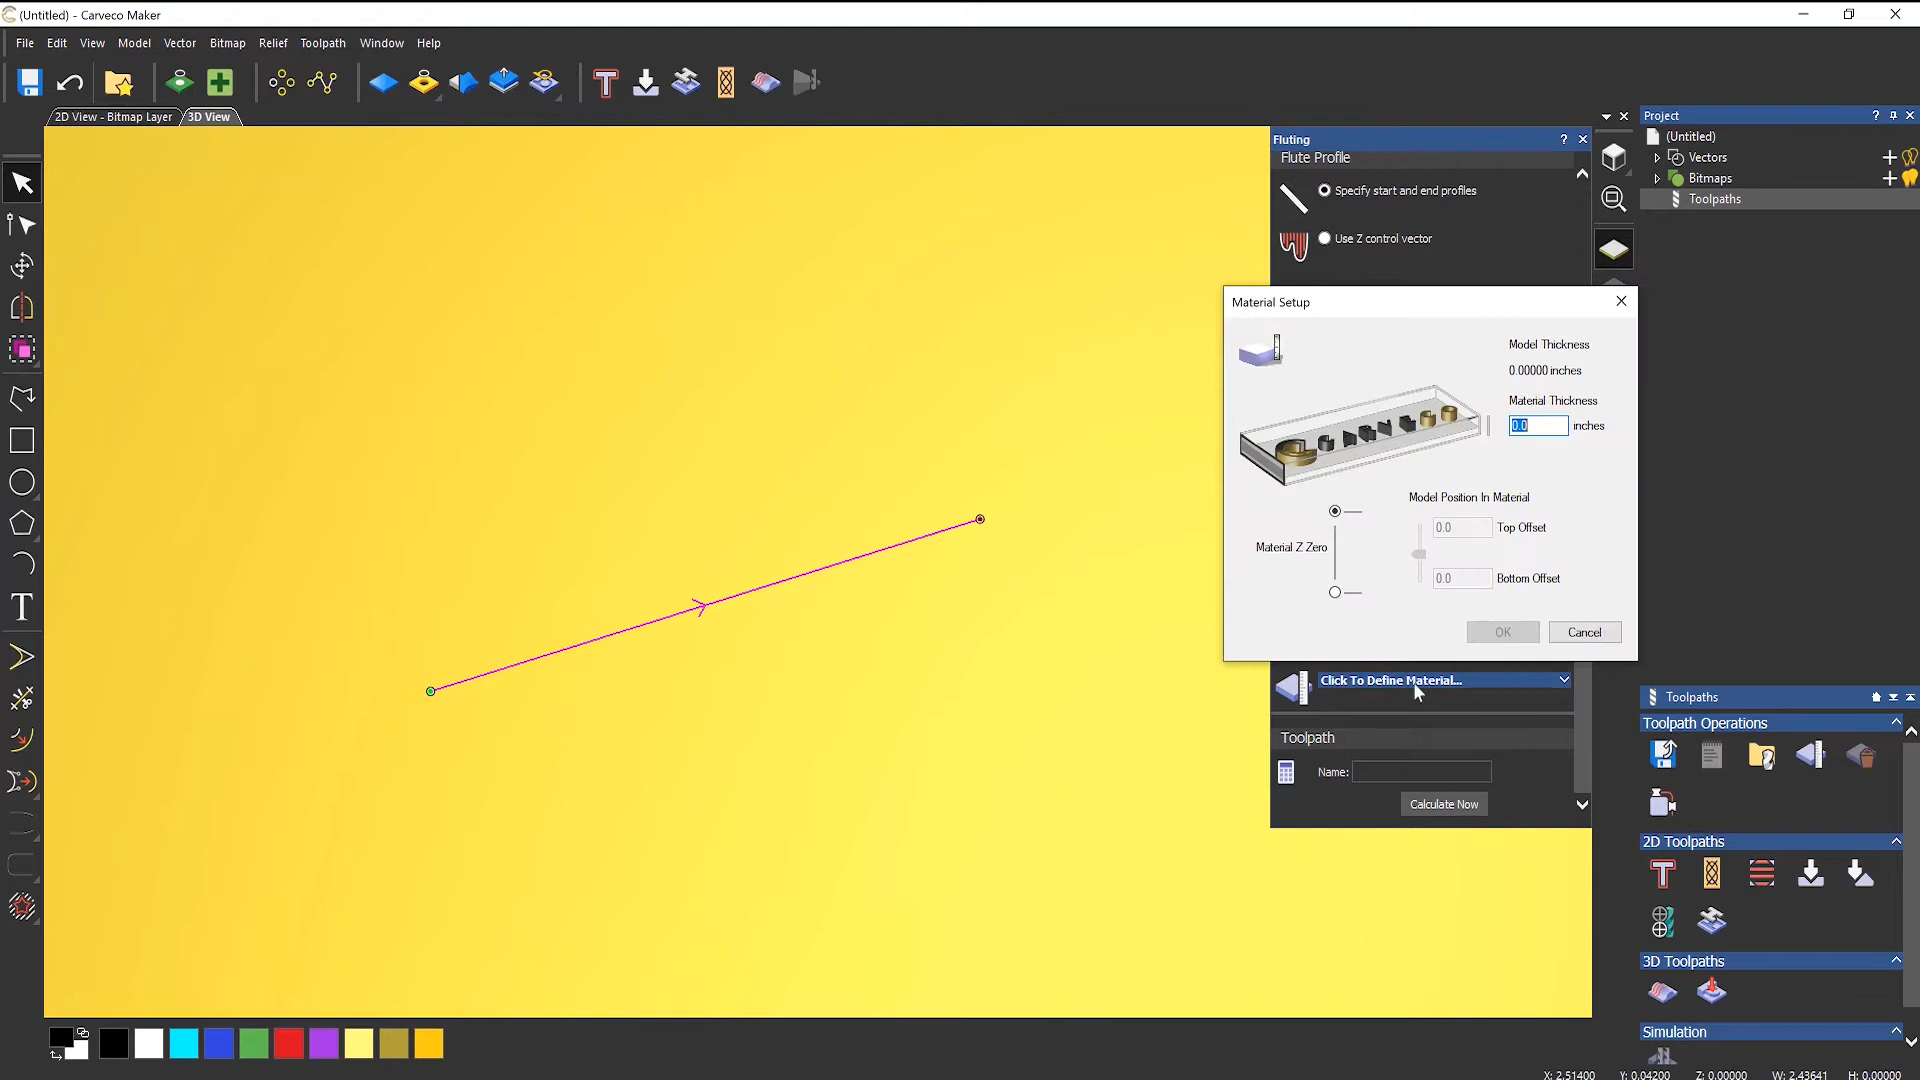 (Untitled) - Carveco Maker
File Edit View Model Vector Bitmap Relief Toolpath Window Help
2D View - Bitmap Layer 3D View
Project
(Untitled)
Vectors
Bitmaps
Toolpaths
Fluting
Flute Profile
Specify start and end profiles
Use Z control vector
Material Setup
Model Thickness
0.00000 inches
Material Thickness
0.0 inches
Model Position In Material
0.0 Top Offset
Material Z Zero
0.0 Bottom Offset
OK Cancel
Click To Define Material...
Toolpath
Name:
Calculate Now
Toolpaths
Toolpath Operations
2D Toolpaths
3D Toolpaths
Simulation
X: 2.51400 Y: 0.04200 Z: 0.00000 W: 2.43641 H: 0.00000